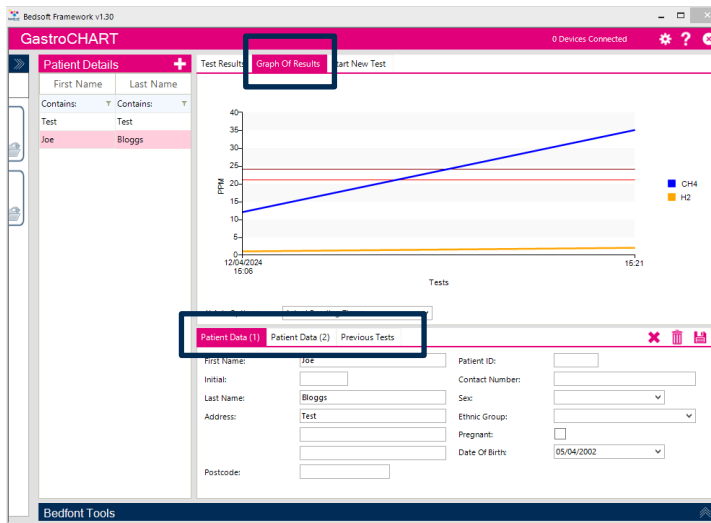 Bedsoft Framework v1.30
GastroCHART
0 Devices Connected
Patient Details
First Name Last Name
Contains: Contains:
Test Test
Joe Bloggs
Test Results Graph Of Results Start New Test
40
35
30
25
20
15
10
5
0
PPM
12/04/2024
15:06
15:21
Tests
CH4
H2
Patient Data (1) Patient Data (2) Previous Tests
First Name: Joe
Initial:
Last Name: Bloggs
Address: Test
Postcode:
Patient ID:
Contact Number:
Sex:
Ethnic Group:
Pregnant:
Date Of Birth: 05/04/2002
Bedfont Tools